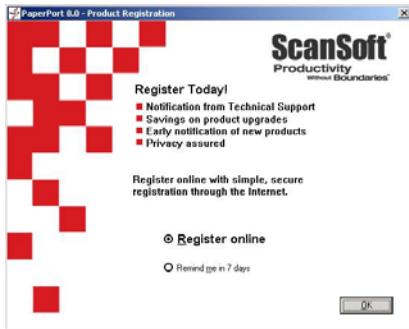 PaperPort 8.0 - Product Registration
ScanSoft
Productivity
Without Boundaries
Register Today!
Notification from Technical Support
Savings on product upgrades
Early notification of new products
Privacy assured
Register online with simple, secure
registration through the Internet.
Register online
Remind me in 7 days
OK